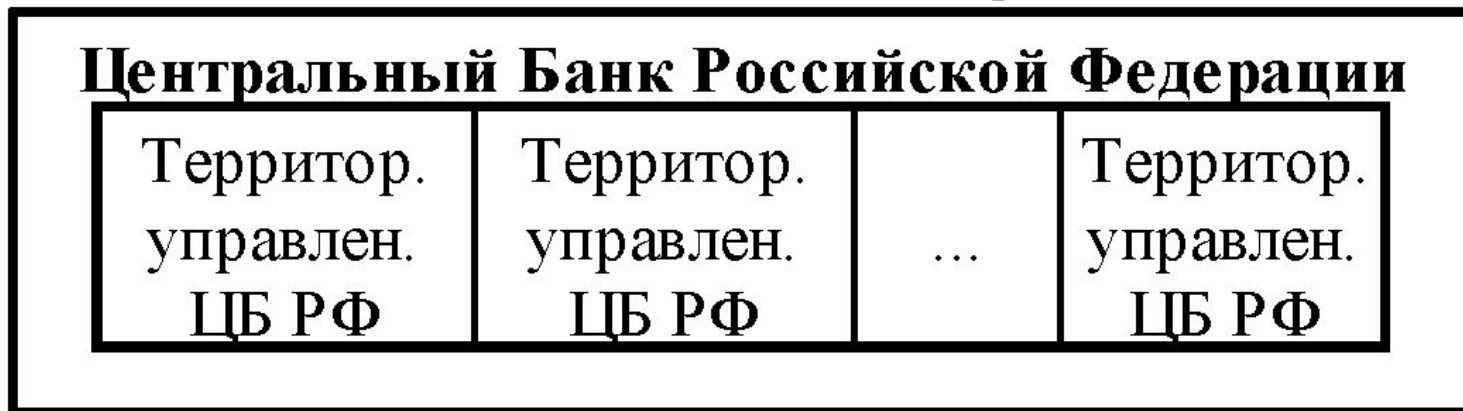 Центральный Банк Российской Федерации
Территор. Территор. Территор.
управлен. управлен. ... управлен.
ЦБ РФ ЦБ РФ ЦБ РФ